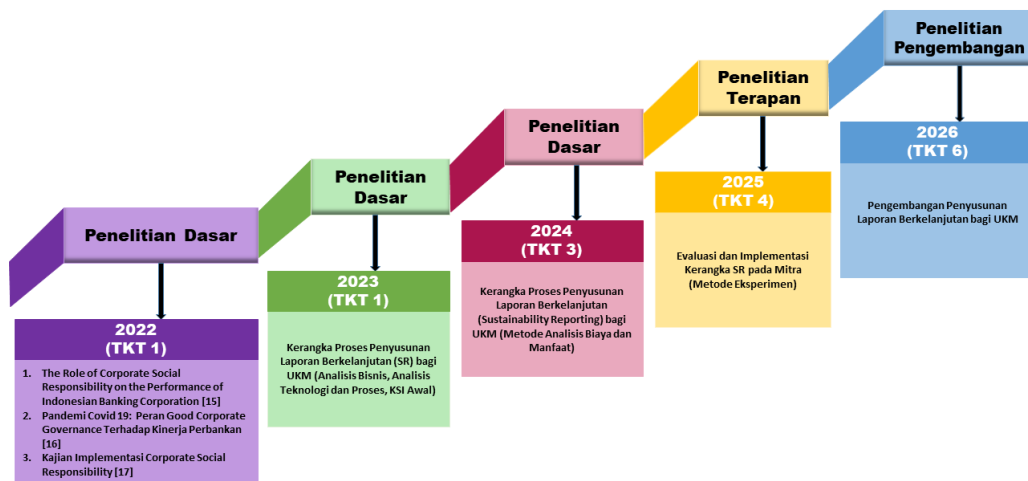 Penelitian Dasar
2022
(TKT 1)
1. The Role of Corporate Social
Responsibility on the Performance of
Indonesian Banking Corporation [15]
2. Pandemi Covid 19: Peran Good Corporate
Governance Terhadap Kinerja Perbankan
[16]
3. Kajian Implementasi Corporate Social
Responsibility [17]
Penelitian
Dasar
2023
(TKT 1)
Kerangka Proses Penyusunan
Laporan Berkelanjutan (SR) bagi
UKM (Analisis Bisnis, Analisis
Teknologi dan Proses, KSI Awal)
Penelitian
Dasar
2024
(TKT 3)
Kerangka Proses Penyusunan
Laporan Berkelanjutan
(Sustainability Reporting) bagi
UKM (Metode Analisis Biaya dan
Manfaat)
Penelitian
Terapan
2025
(TKT 4)
Evaluasi dan Implementasi
Kerangka SR pada Mitra
(Metode Eksperimen)
Penelitian
Pengembangan
2026
(TKT 6)
Pengembangan Penyusunan
Laporan Berkelanjutan bagi
UKM